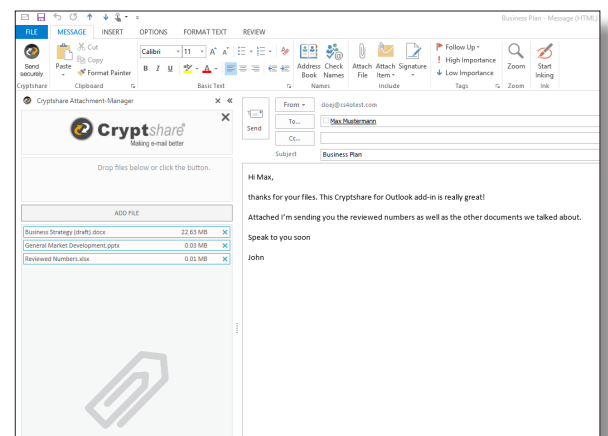 Business Plan - Message (HTML)
FILE MESSAGE INSERT OPTIONS FORMAT TEXT REVIEW
Send securely
Paste
Cut
Copy
Format Painter
Calibri 11 A A
B I U A
Address Book
Check Names
Attach File
Attach Item
Signature
Follow Up
High Importance
Low Importance
Zoom
Start Inking
Cryptshare Clipboard Basic Text Names Include Tags Zoom Ink
Cryptshare Attachment-Manager
Cryptshare
Making e-mail better
Drop files below or click the button.
ADD FILE
Business Strategy (draft).docx 22.63 MB
General Market Development.pptx 0.03 MB
Reviewed Numbers.xlsx 0.01 MB
Send
From doej@cs4otest.com
To... Max Mustermann
Cc...
Subject Business Plan
Hi Max,
thanks for your files. This Cryptshare for Outlook add-in is really great!
Attached I'm sending you the reviewed numbers as well as the other documents we talked about.
Speak to you soon
John